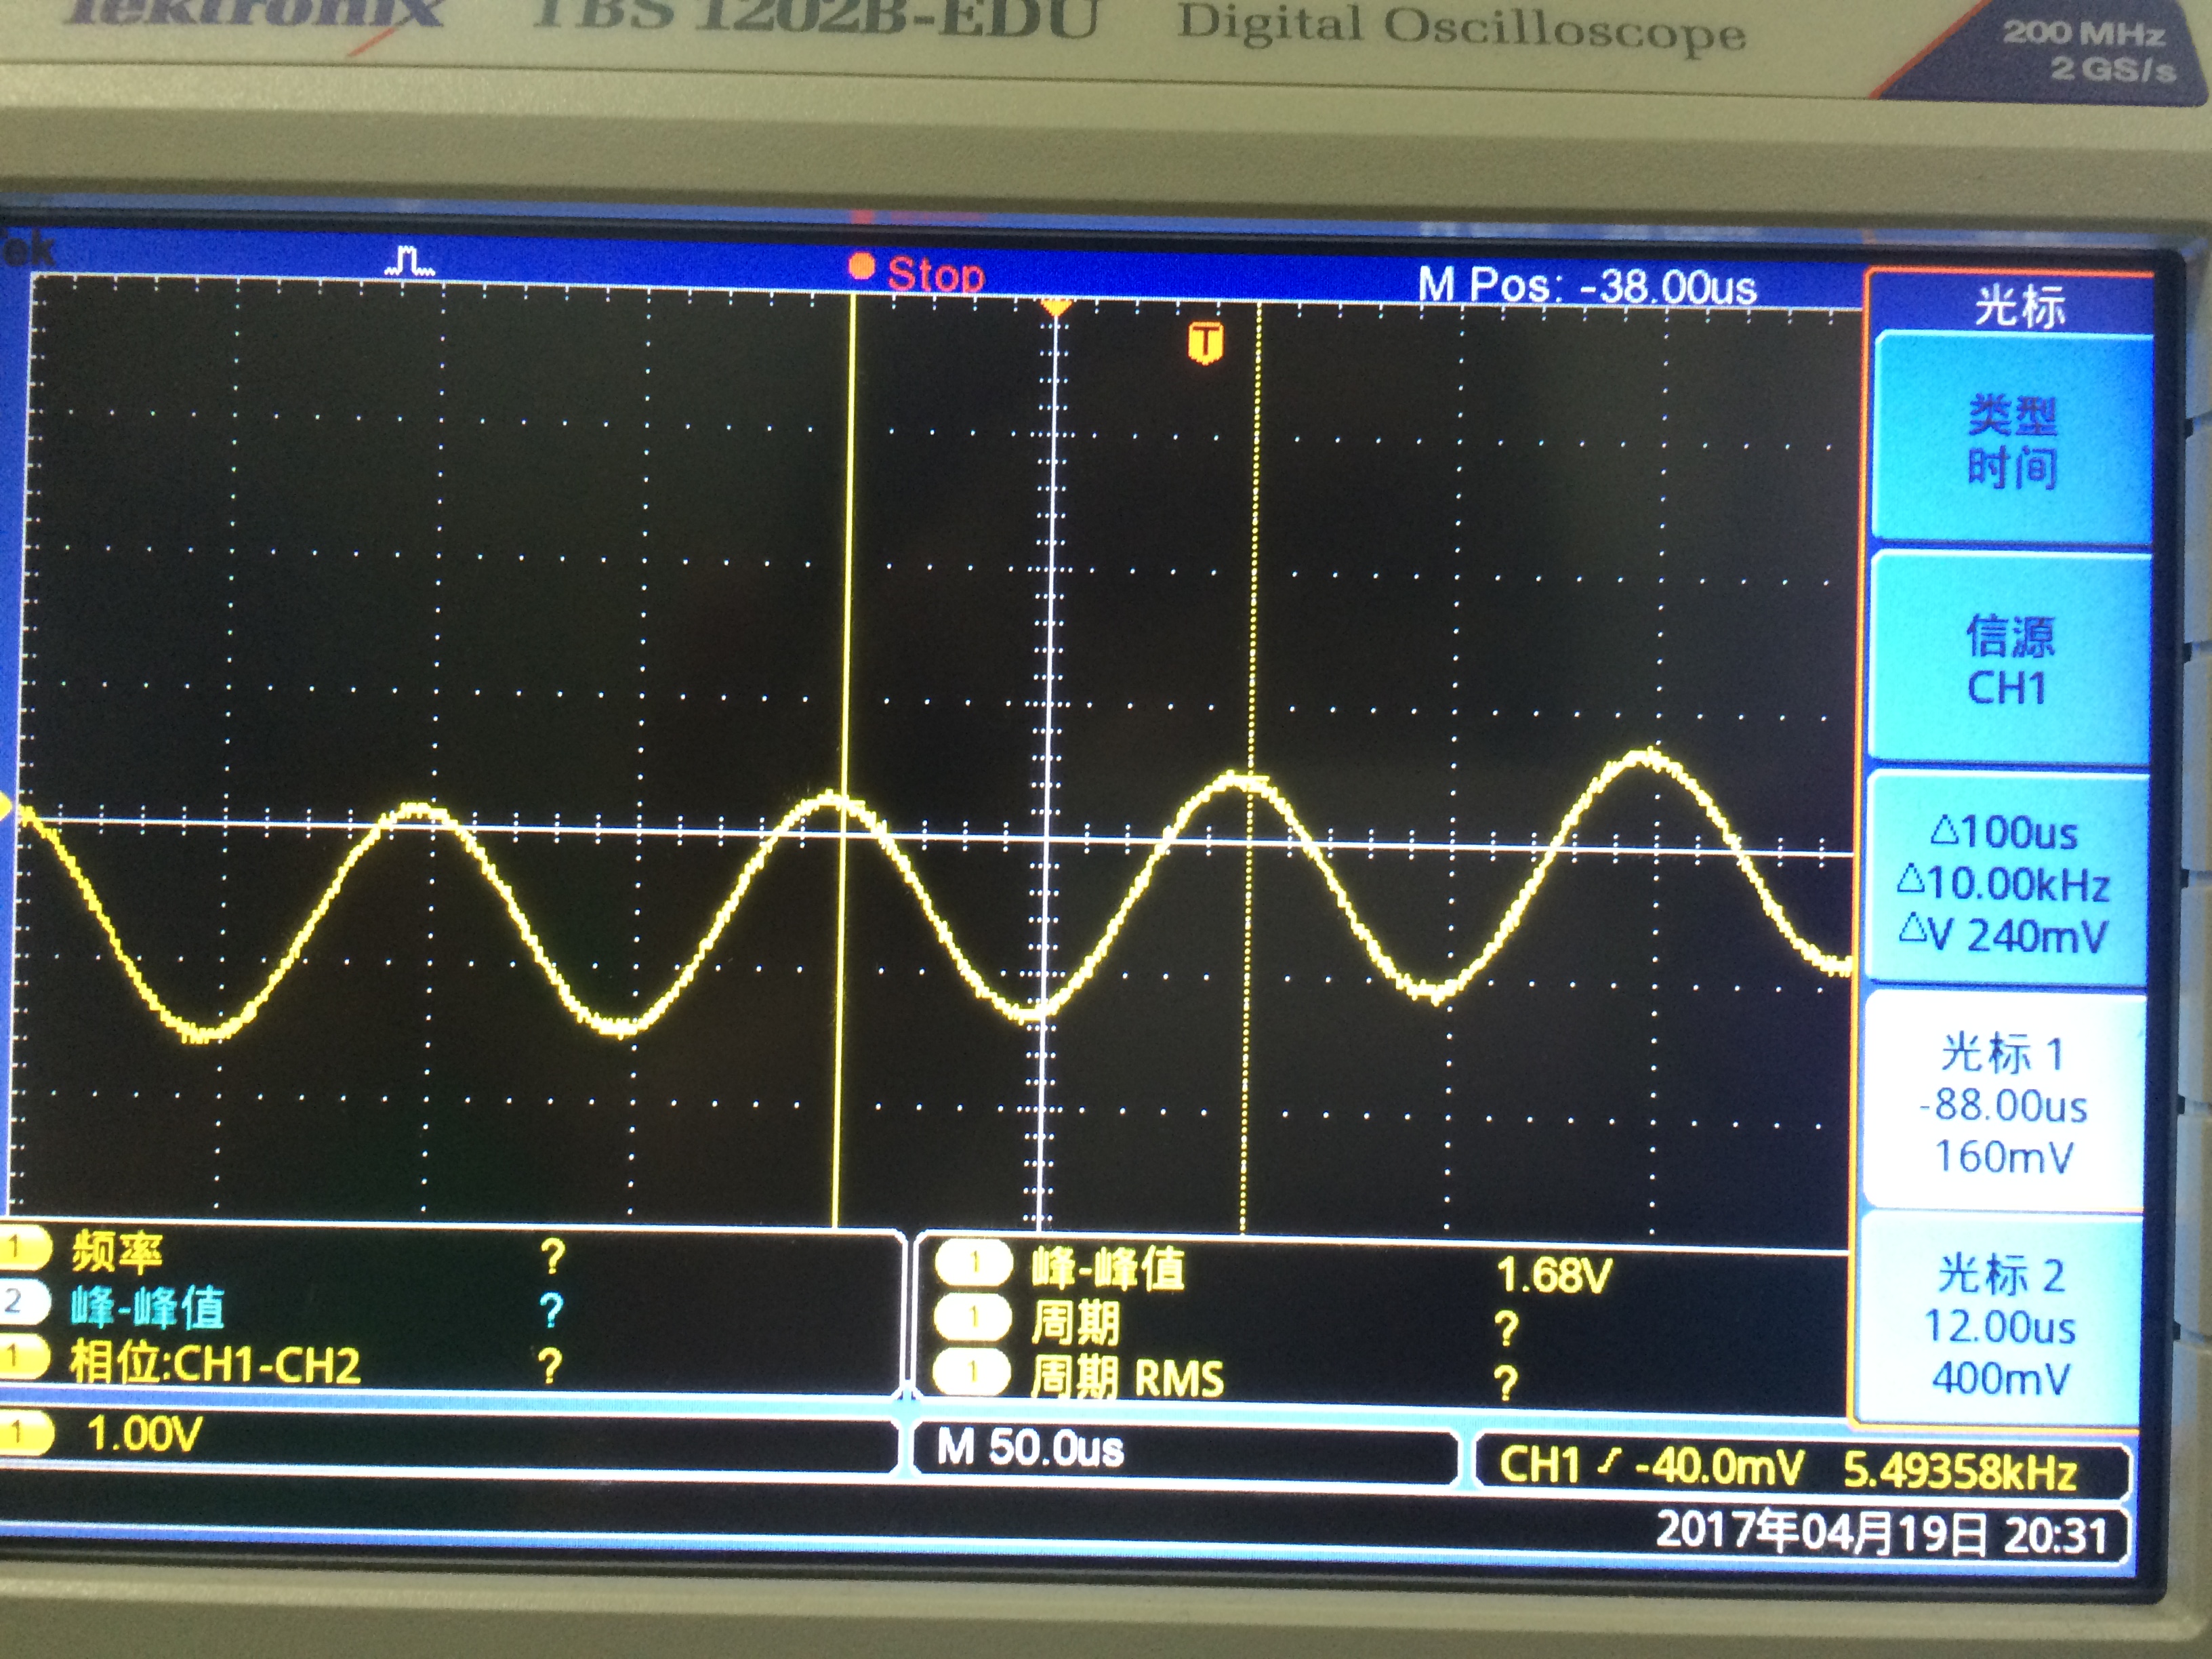 Tektronix TBS 1202B-EDU Digital Oscilloscope
200 MHz
2 GS/s
Tek
Stop
M Pos: -38.00us
T
光标
类型
时间
信源
CH1
△100us
△10.00kHz
△V 240mV
光标 1
-88.00us
160mV
光标 2
12.00us
400mV
1 频率 ?
2 峰-峰值 ?
1 相位:CH1-CH2 ?
1 峰-峰值 1.68V
1 周期 ?
1 周期 RMS ?
1 1.00V
M 50.0us
CH1 -40.0mV 5.49358kHz
2017年04月19日 20:31